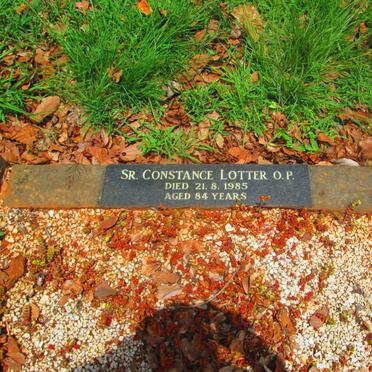 SR. CONSTANCE LOTTER O.P.
DIED 21.8.1985
AGED 84 YEARS